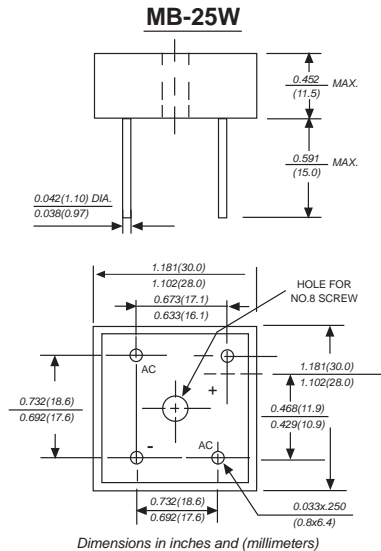 MB-25W
0.452
(11.5)
MAX.
0.591
(15.0)
MAX.
0.042(1.10) DIA.
0.038(0.97)
1.181(30.0)
1.102(28.0)
0.673(17.1)
0.633(16.1)
HOLE FOR
NO.8 SCREW
AC
+
1.181(30.0)
1.102(28.0)
0.732(18.6)
0.692(17.6)
0.468(11.9)
0.429(10.9)
-
AC
0.732(18.6)
0.692(17.6)
0.033x.250
(0.8x6.4)
Dimensions in inches and (millimeters)